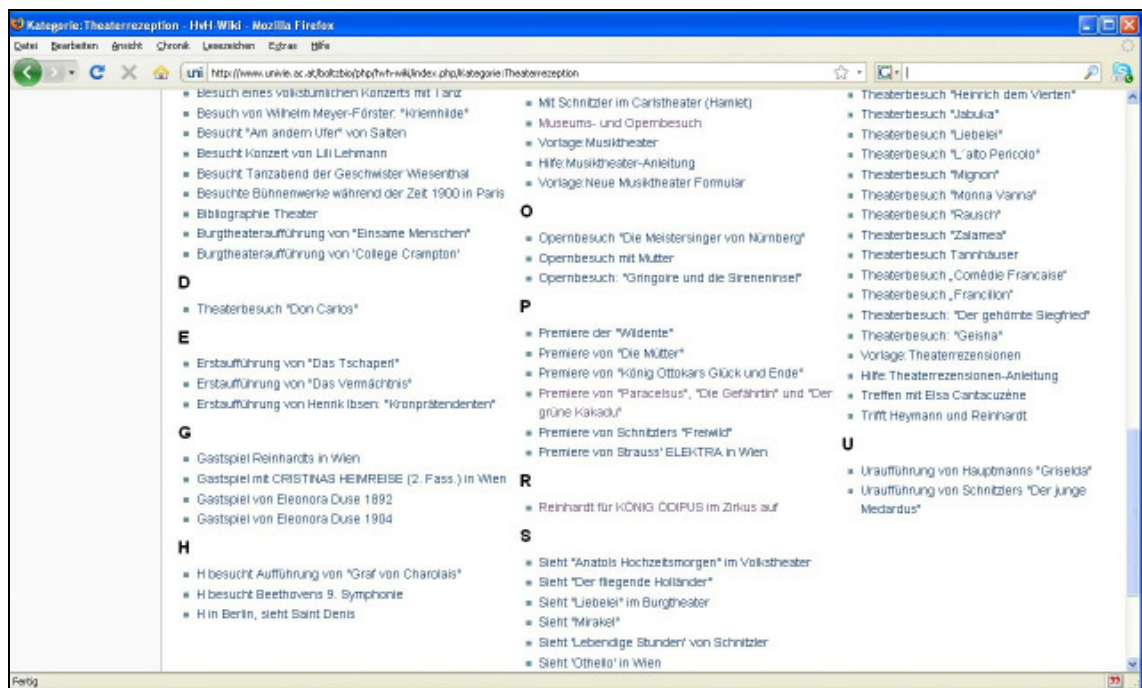 Kategorie:Theaterrezeption - HvH-Wiki - Mozilla Firefox
Datei Bearbeiten Ansicht Chronik Lesezeichen Extras Hilfe
uni http://www.univie.ac.at/boltzbio/php/hvh-wiki/index.php/Kategorie:Theaterrezeption
Besuch eines volkstümlichen Konzerts mit Tanz
Besuch von Wilhelm Meyer-Förster: "Kriemhilde"
Besucht "Am andern Ufer" von Salten
Besucht Konzert von Lili Lehmann
Besucht Tanzabend der Geschwister Wiesenthal
Besuchte Bühnenwerke während der Zeit 1900 in Paris
Bibliographie Theater
Burgtheateraufführung von "Einsame Menschen"
Burgtheateraufführung von 'College Crampton'
D
Theaterbesuch "Don Carlos"
E
Erstaufführung von "Das Tschaperl"
Erstaufführung von "Das Vermächtnis"
Erstaufführung von Henrik Ibsen: "Kronprätendenten"
G
Gastspiel Reinhardts in Wien
Gastspiel mit CRISTINAS HEIMREISE (2. Fass.) in Wien
Gastspiel von Eleonora Duse 1892
Gastspiel von Eleonora Duse 1904
H
H besucht Aufführung von "Graf von Charolais"
H besucht Beethovens 9. Symphonie
H in Berlin, sieht Saint Denis
Mit Schnitzler im Carltheater (Hamlet)
Museums- und Opernbesuch
Vorlage:Musiktheater
Hilfe:Musiktheater-Anleitung
Vorlage:Neue Musiktheater Formular
O
Opernbesuch "Die Meistersinger von Nürnberg"
Opernbesuch mit Mutter
Opernbesuch: "Gringoire und die Sireneninsel"
P
Premiere der "Wildente"
Premiere von "Die Mütter"
Premiere von "König Ottokars Glück und Ende"
Premiere von "Paracelsus", "Die Gefährtin" und "Der
grüne Kakadu"
Premiere von Schnitzlers "Freiwild"
Premiere von Strauss' ELEKTRA in Wien
R
Reinhardt für KÖNIG ÖDIPUS im Zirkus auf
S
Sieht "Anatols Hochzeitsmorgen" im Volkstheater
Sieht "Der fliegende Holländer"
Sieht "Liebelei" im Burgtheater
Sieht "Mirakel"
Sieht 'Lebendige Stunden' von Schnitzler
Sieht 'Othello' in Wien
Theaterbesuch "Heinrich dem Vierten"
Theaterbesuch "Jabuka"
Theaterbesuch "Liebelei"
Theaterbesuch "L´alto Pericolo"
Theaterbesuch "Mignon"
Theaterbesuch "Monna Vanna"
Theaterbesuch "Rausch"
Theaterbesuch "Zalamea"
Theaterbesuch Tannhäuser
Theaterbesuch „Comédie Francaise"
Theaterbesuch „Francillon"
Theaterbesuch: "Der gehörnte Siegfried"
Theaterbesuch: "Geisha"
Vorlage:Theaterrezensionen
Hilfe:Theaterrezensionen-Anleitung
Treffen mit Elsa Cantacuzène
Trifft Heymann und Reinhardt
U
Uraufführung von Hauptmanns "Griselda"
Uraufführung von Schnitzlers "Der junge
Medardus"
Fertig